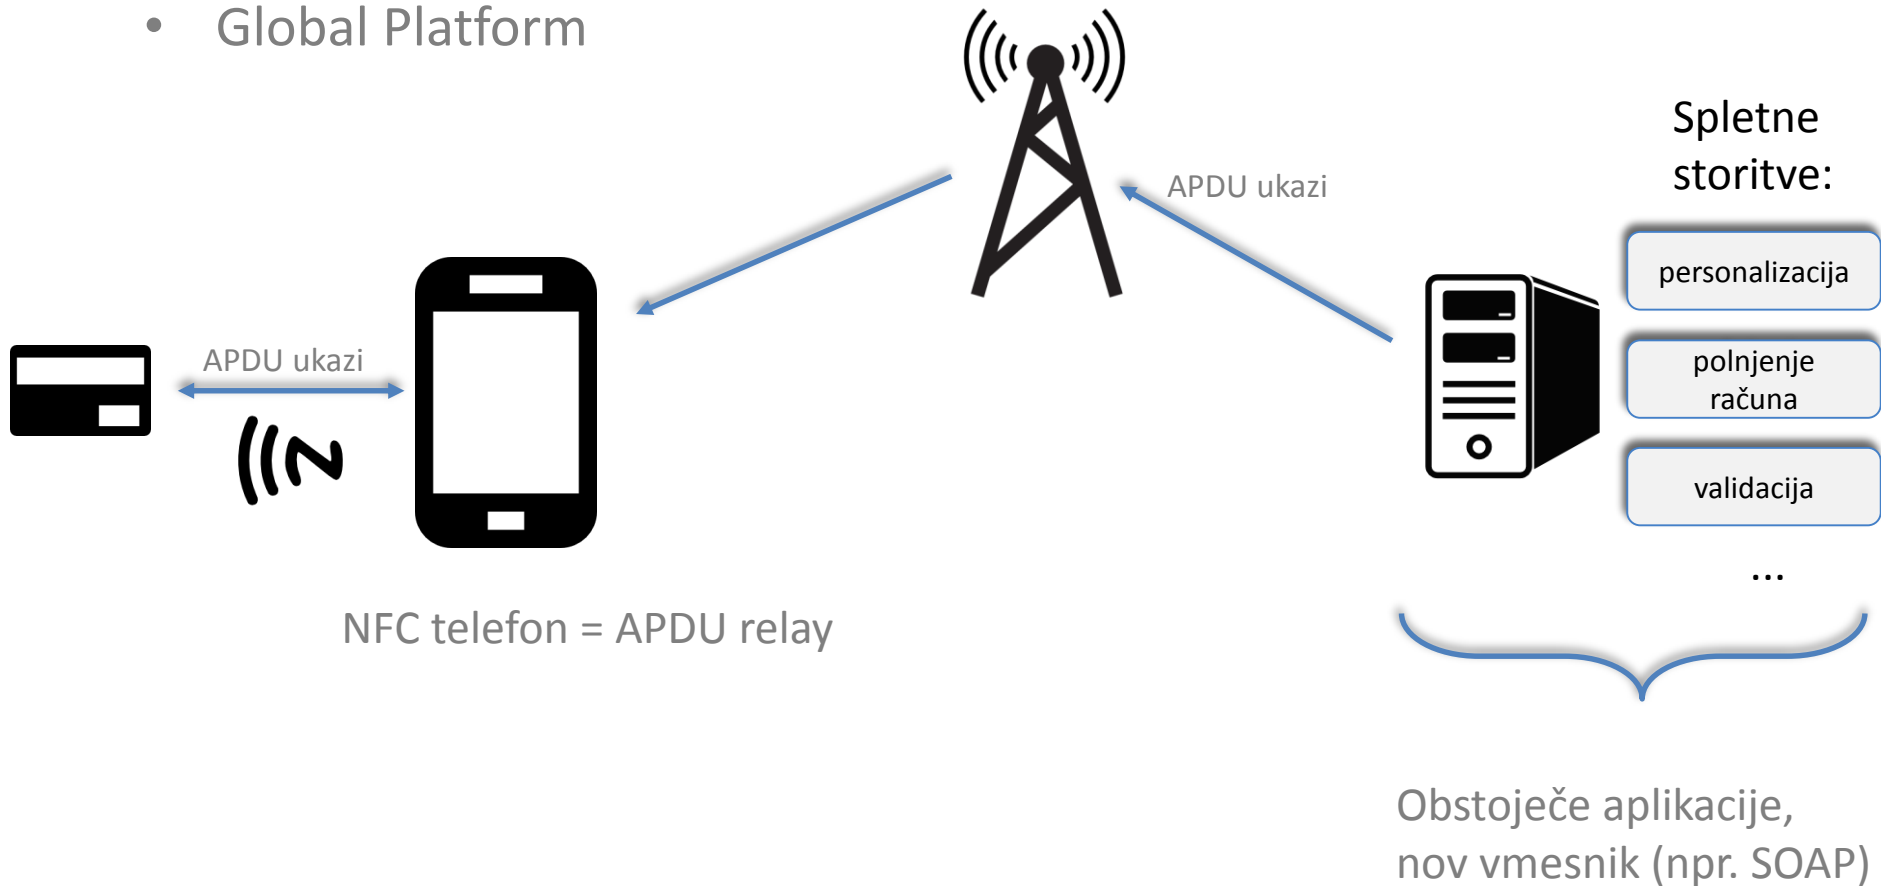 • Global Platform
Spletne
storitve:
APDU ukazi
personalizacija
polnjenje
računa
APDU ukazi
validacija
...
NFC telefon = APDU relay
Obstoječe aplikacije,
nov vmesnik (npr. SOAP)